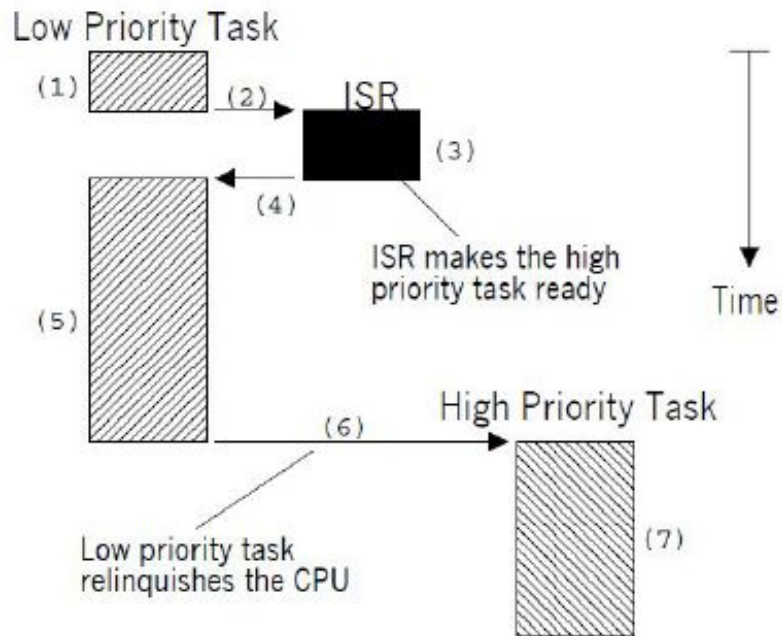 Low Priority Task
(1)
(2)
ISR
(3)
(4)
ISR makes the high
priority task ready
Time
(5)
High Priority Task
(6)
(7)
Low priority task
relinquishes the CPU